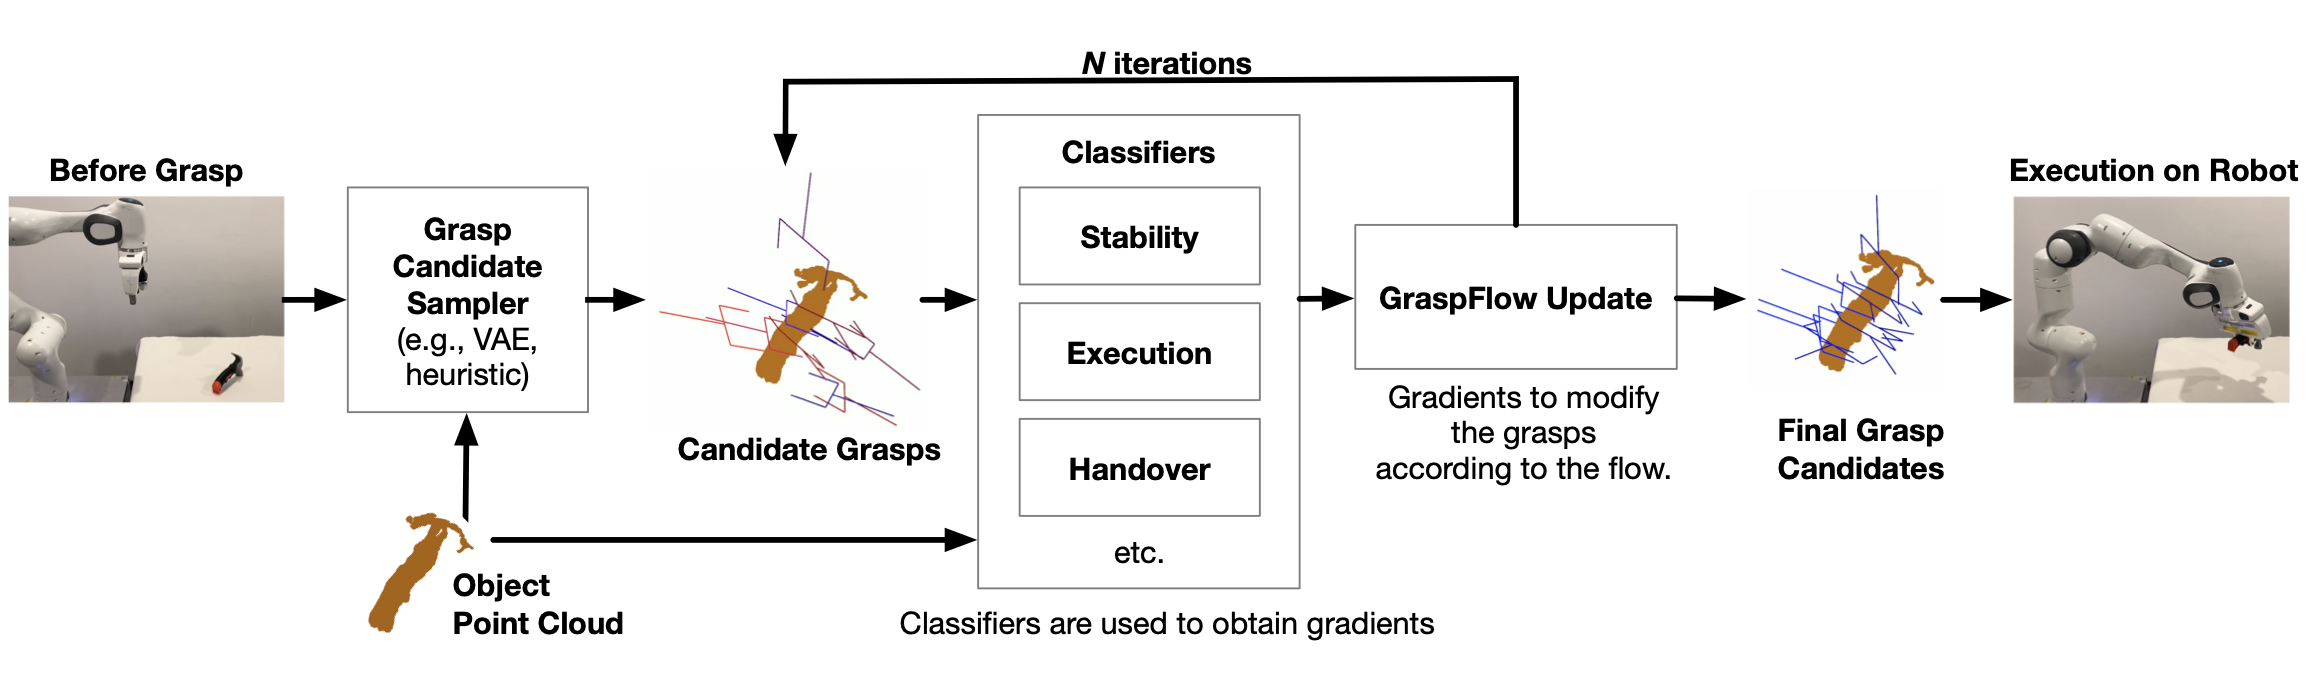 N iterations
Before Grasp
Grasp
Candidate
Sampler
(e.g., VAE,
heuristic)
Object
Point Cloud
Candidate Grasps
Classifiers
Stability
Execution
Handover
etc.
Classifiers are used to obtain gradients
GraspFlow Update
Gradients to modify
the grasps
according to the flow.
Final Grasp
Candidates
Execution on Robot